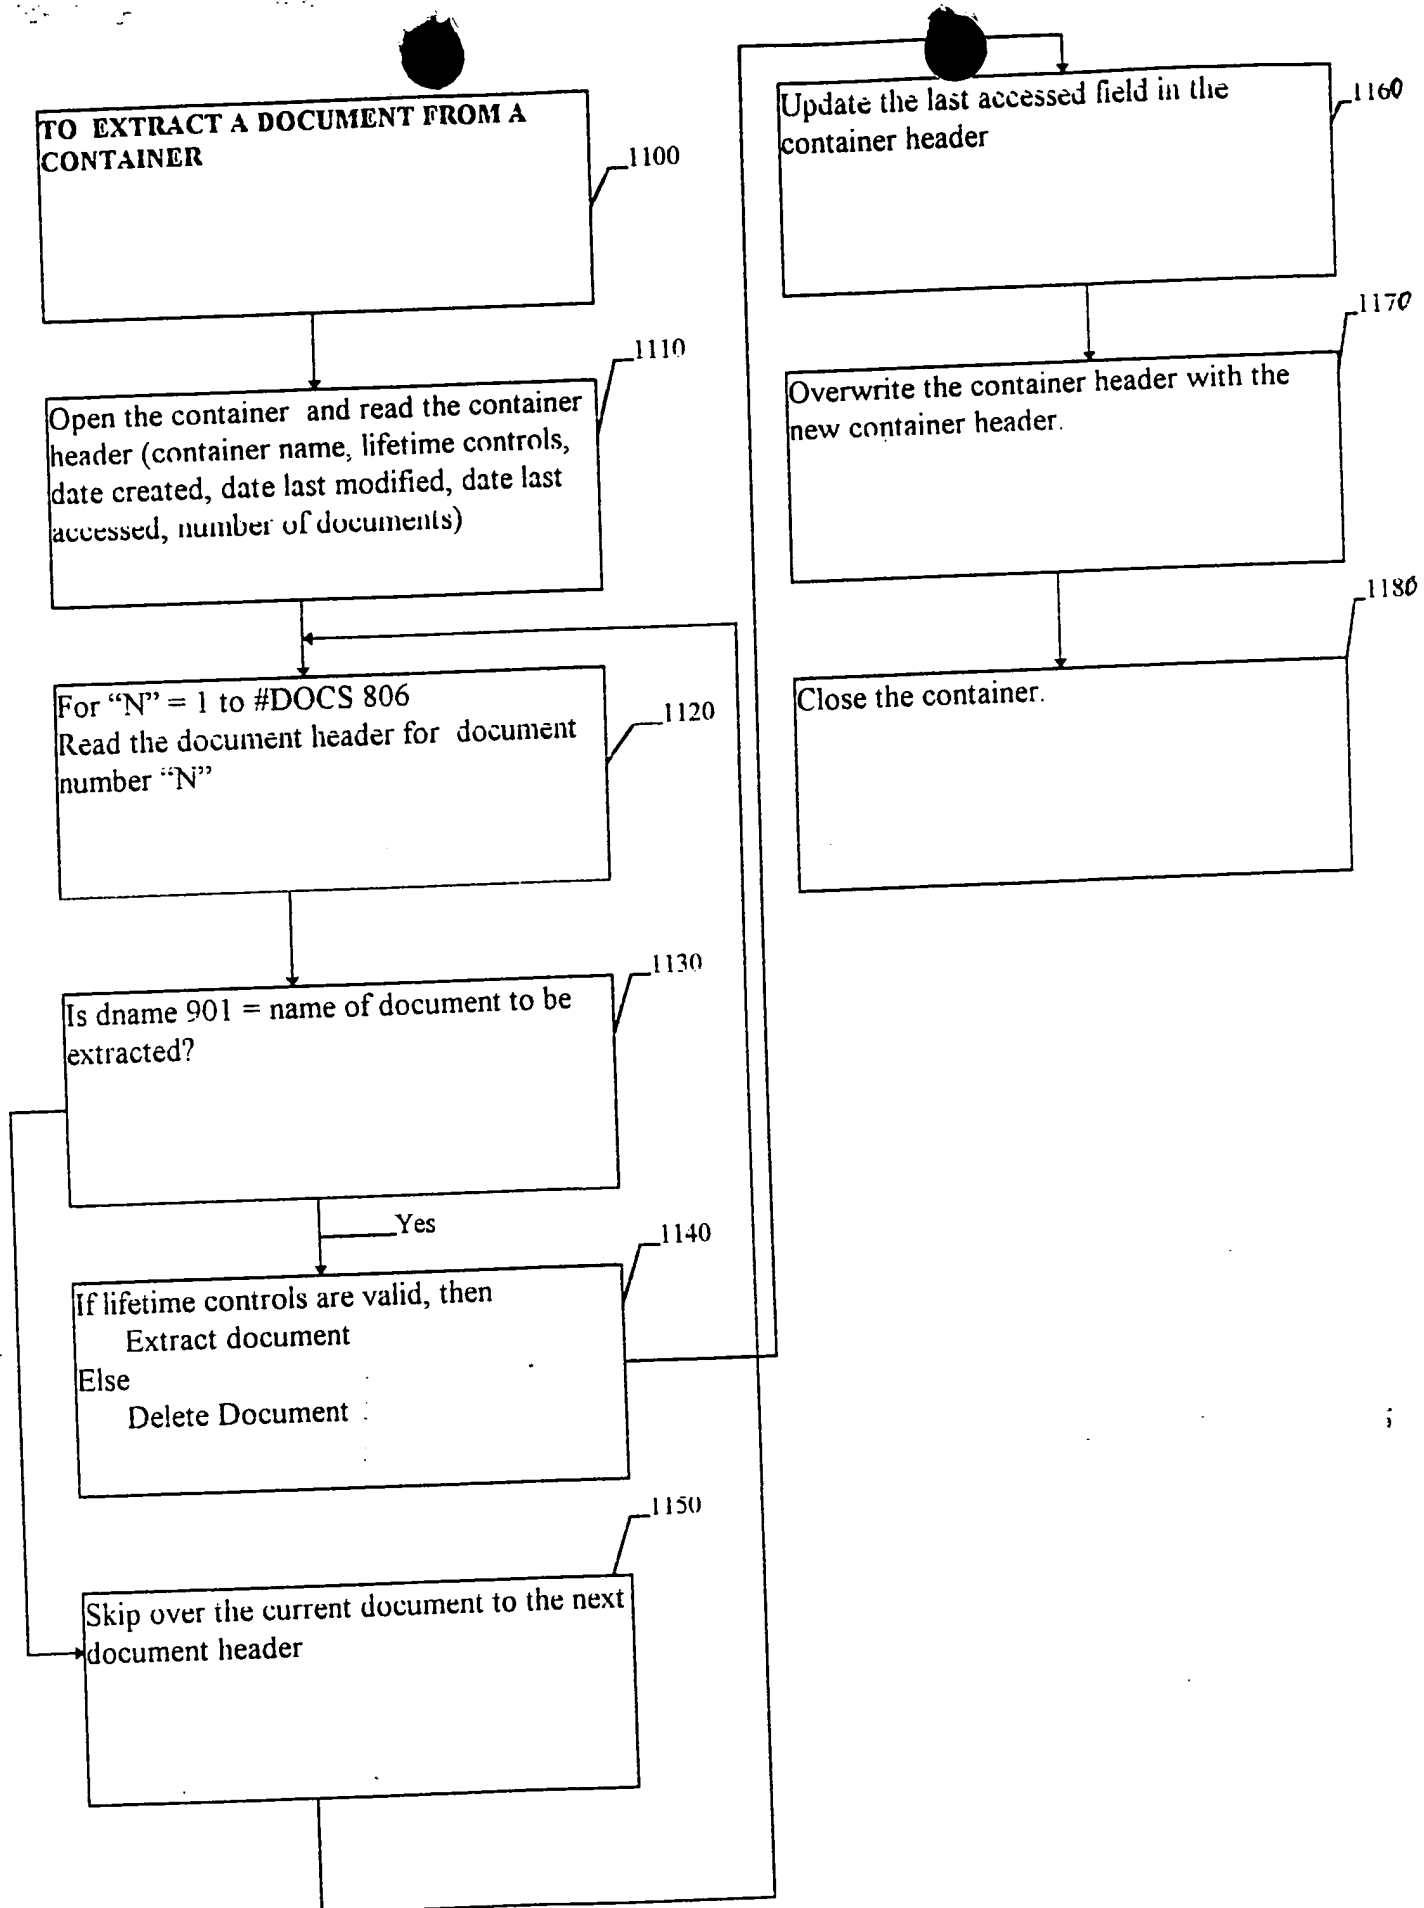 TO EXTRACT A DOCUMENT FROM A
CONTAINER
1100
Open the container and read the container
header (container name, lifetime controls,
date created, date last modified, date last
accessed, number of documents)
1110
For “N” = 1 to #DOCS 806
Read the document header for document
number “N”
1120
Is dname 901 = name of document to be
extracted?
1130
Yes
If lifetime controls are valid, then
Extract document
Else
Delete Document
1140
Skip over the current document to the next
document header
1150
Update the last accessed field in the
container header
1160
Overwrite the container header with the
new container header.
1170
Close the container.
1180